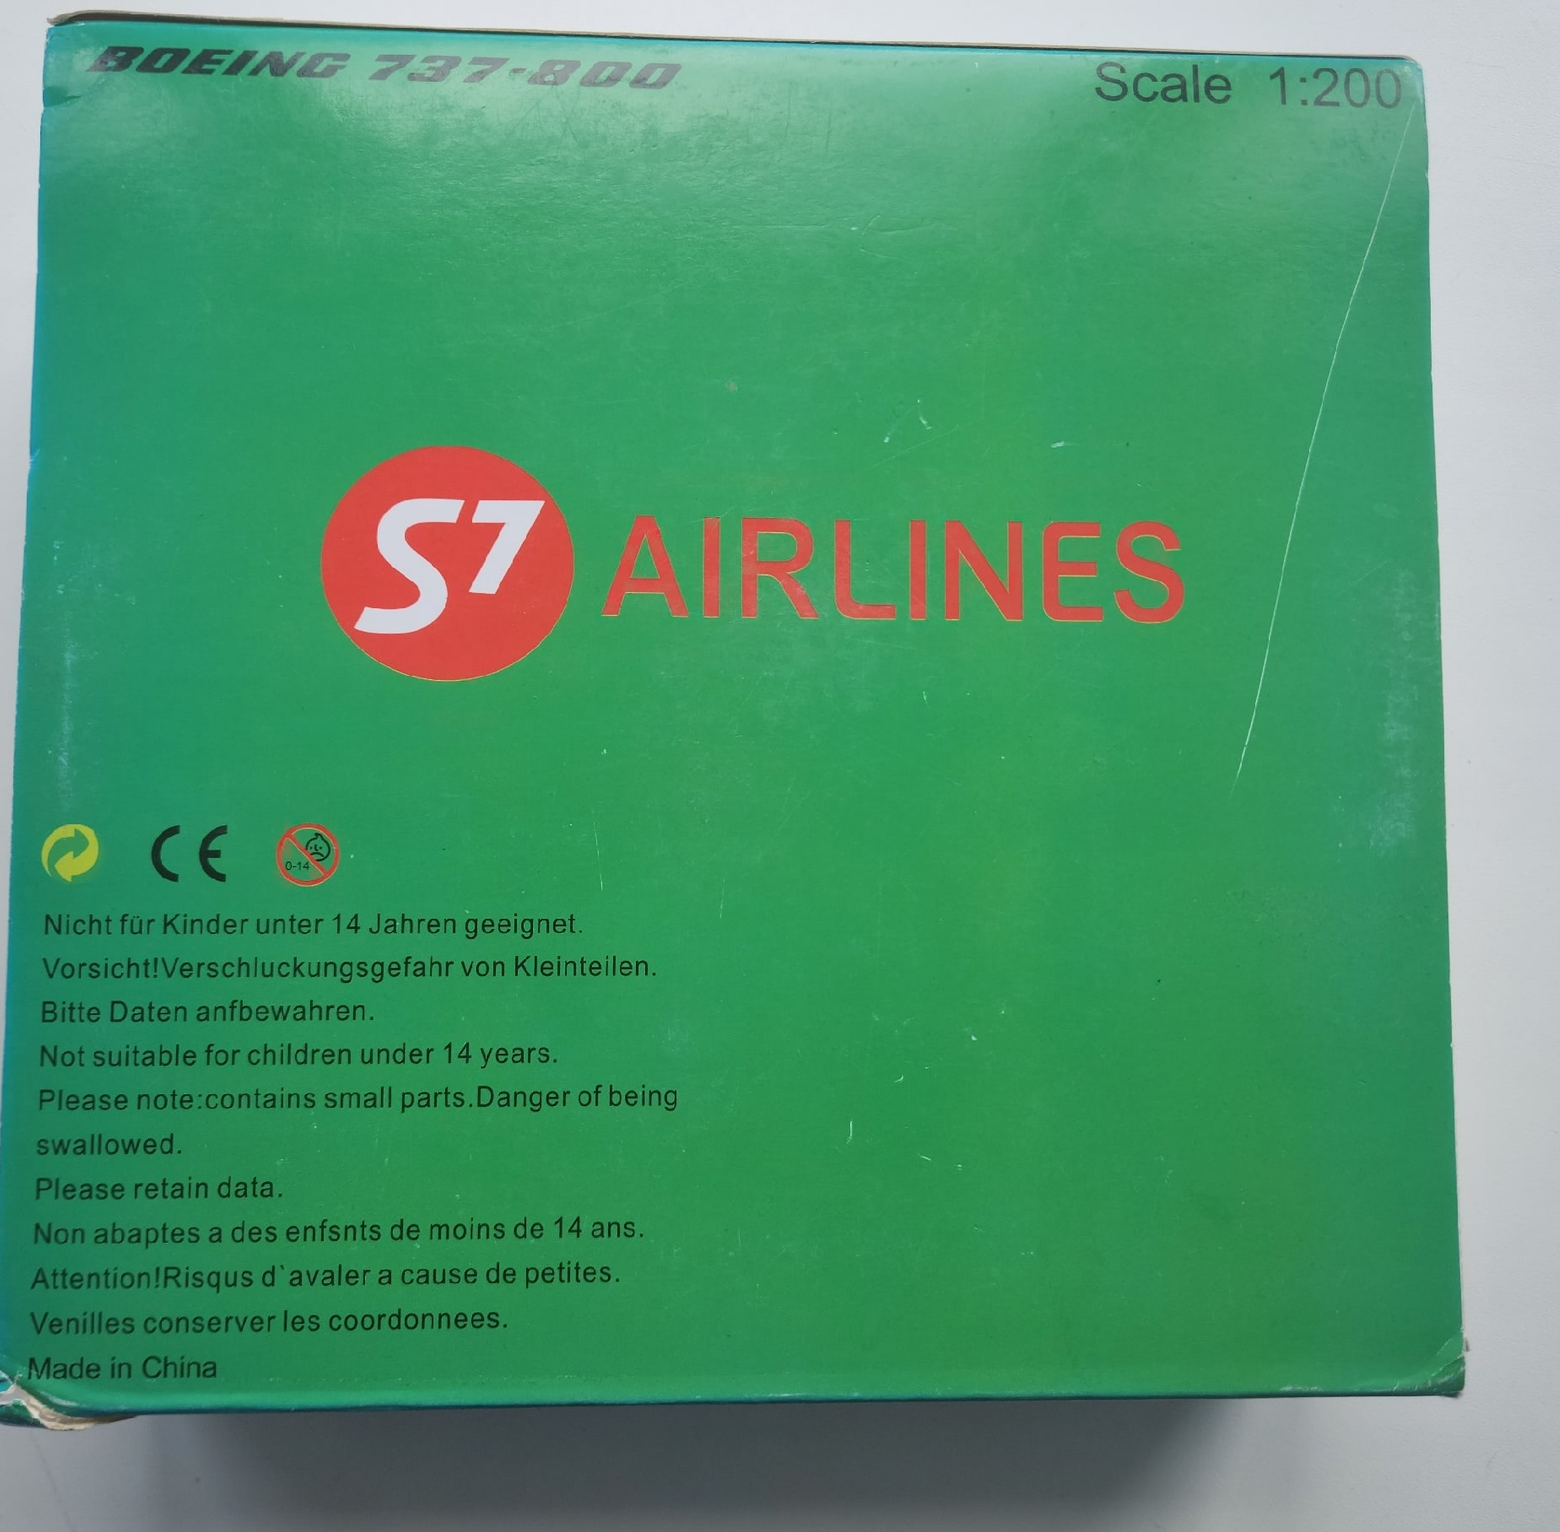 BOEING 737-800
Scale 1:200
S7 AIRLINES
CE
0-14
Nicht für Kinder unter 14 Jahren geeignet.
Vorsicht!Verschluckungsgefahr von Kleinteilen.
Bitte Daten anfbewahren.
Not suitable for children under 14 years.
Please note:contains small parts.Danger of being
swallowed.
Please retain data.
Non abaptes a des enfsnts de moins de 14 ans.
Attention!Risqus d`avaler a cause de petites.
Venilles conserver les coordonnees.
Made in China